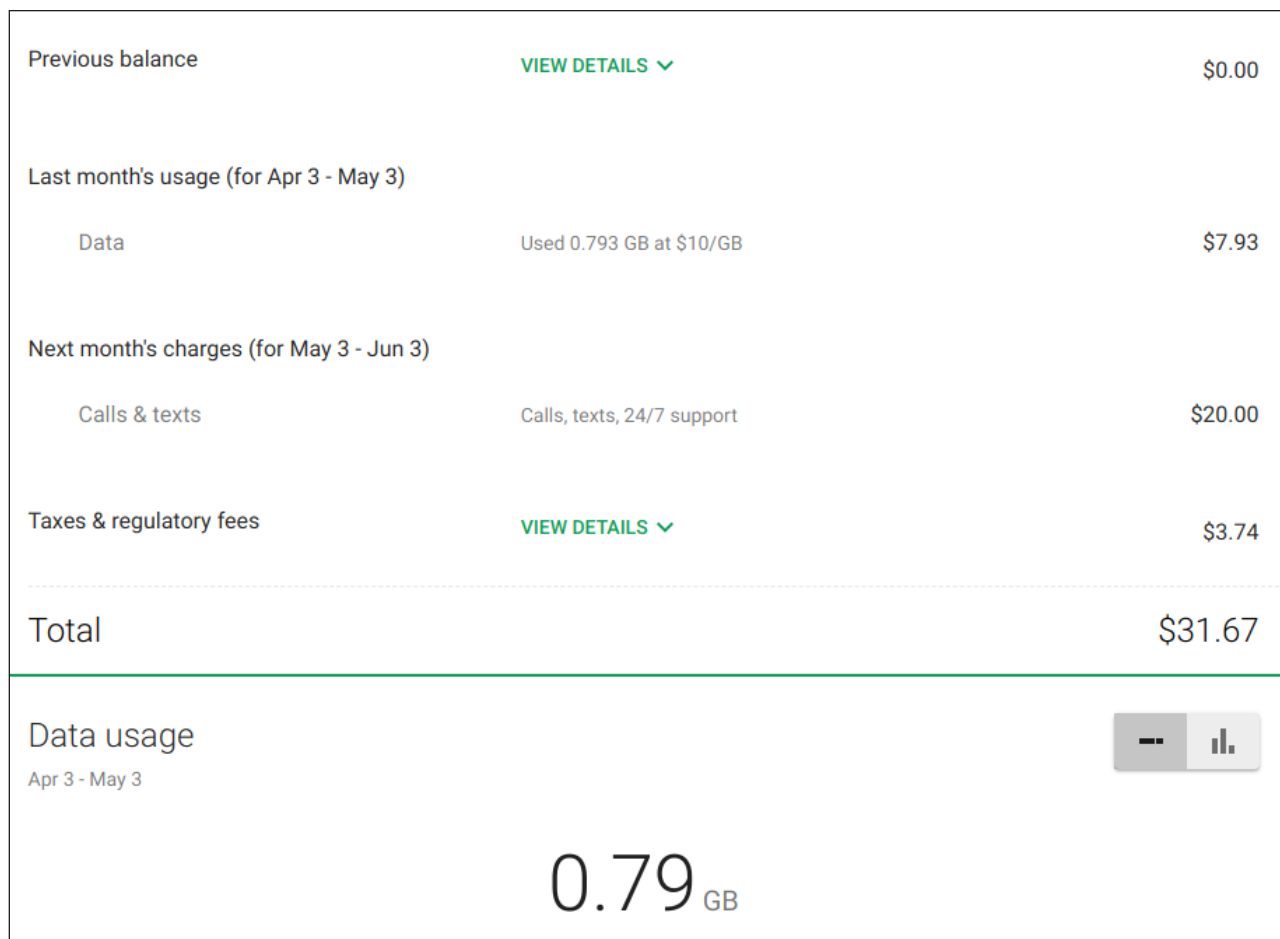 Previous balance VIEW DETAILS $0.00
Last month's usage (for Apr 3 - May 3)
Data Used 0.793 GB at $10/GB $7.93
Next month's charges (for May 3 - Jun 3)
Calls & texts Calls, texts, 24/7 support $20.00
Taxes & regulatory fees VIEW DETAILS $3.74
Total $31.67
Data usage
Apr 3 - May 3
0.79 GB